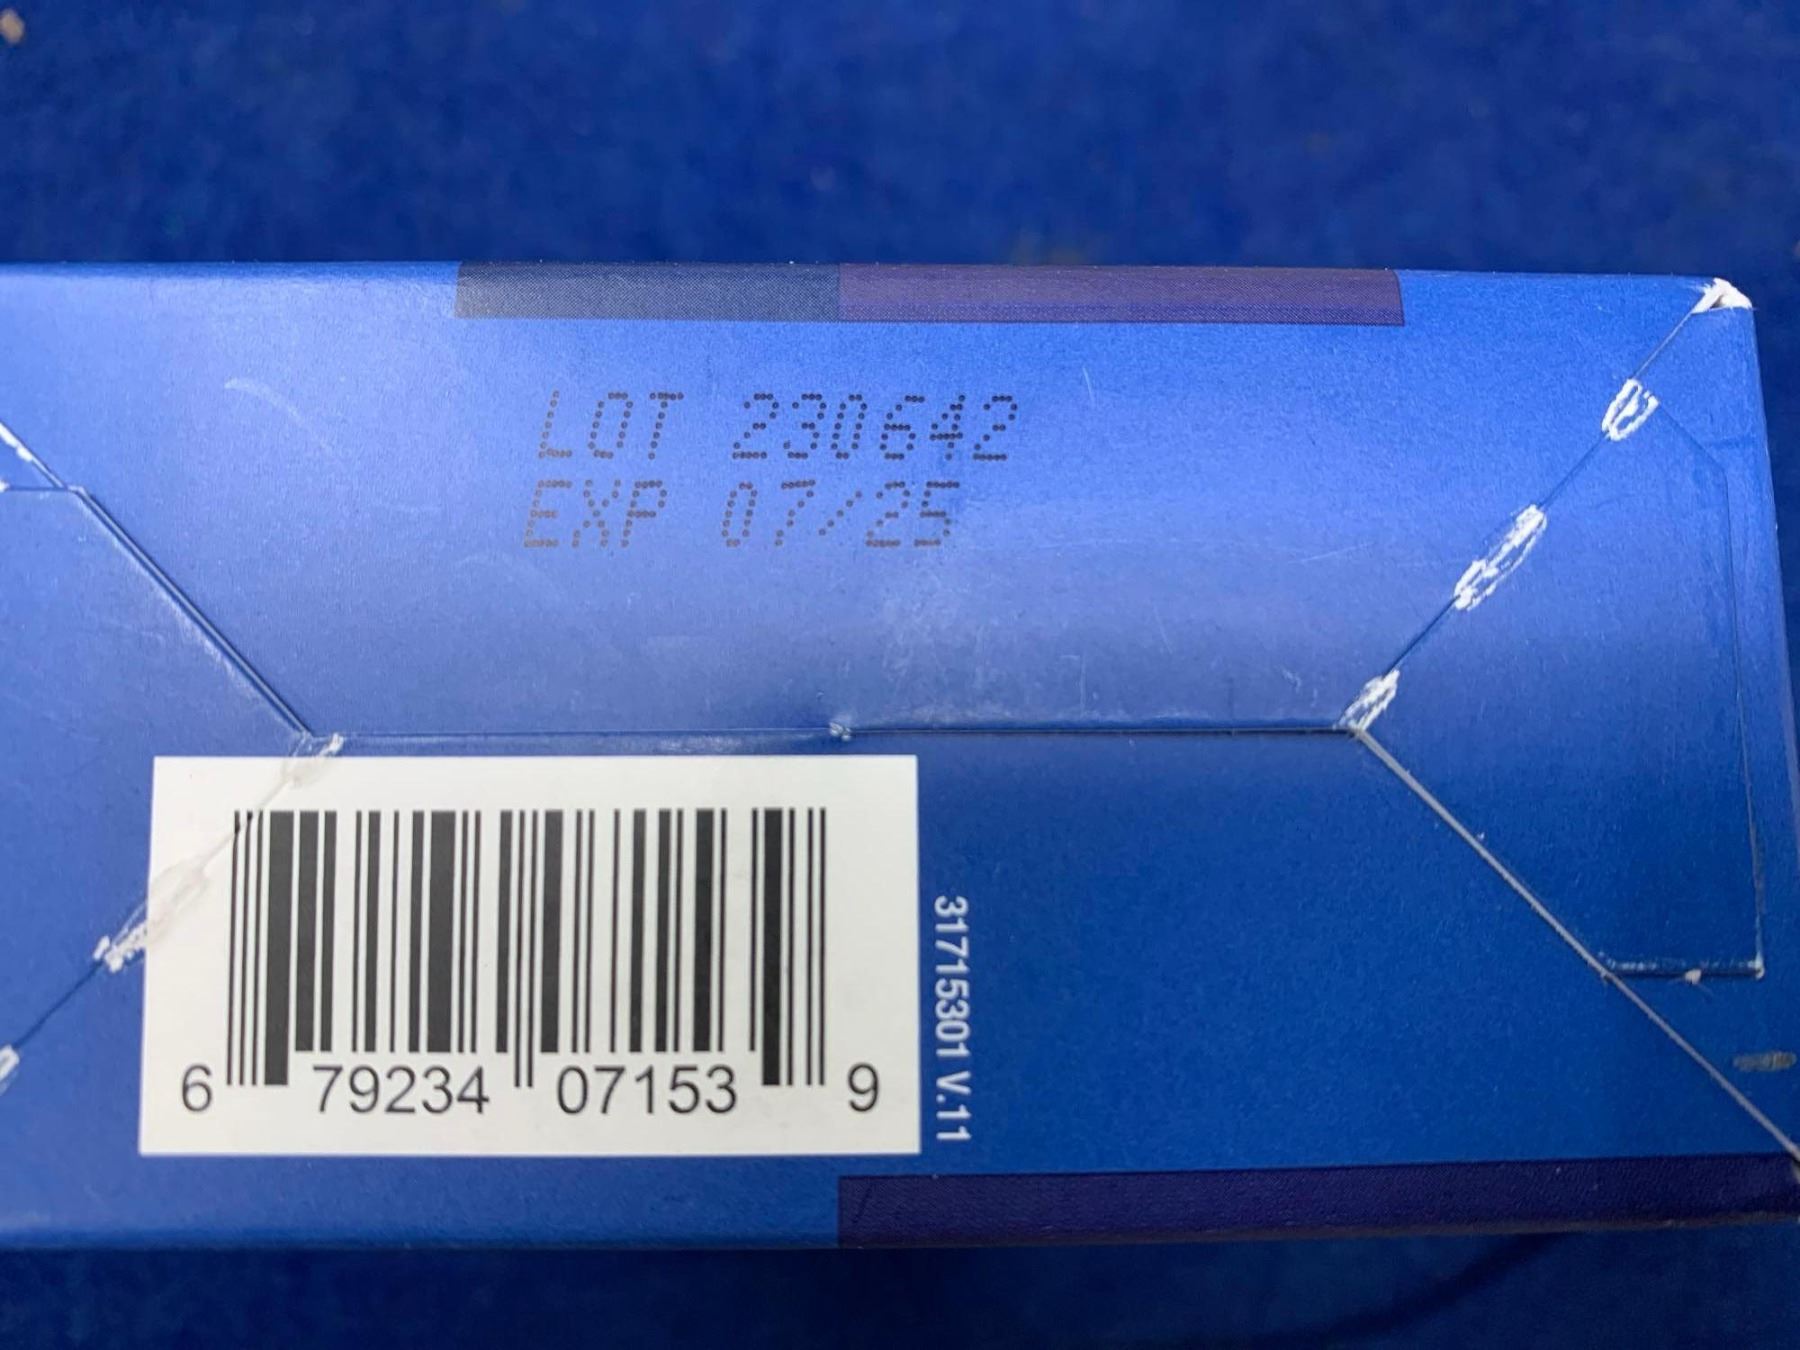 LOT 230642
EXP 07/25
6 79234 07153 9
31715301 V.11